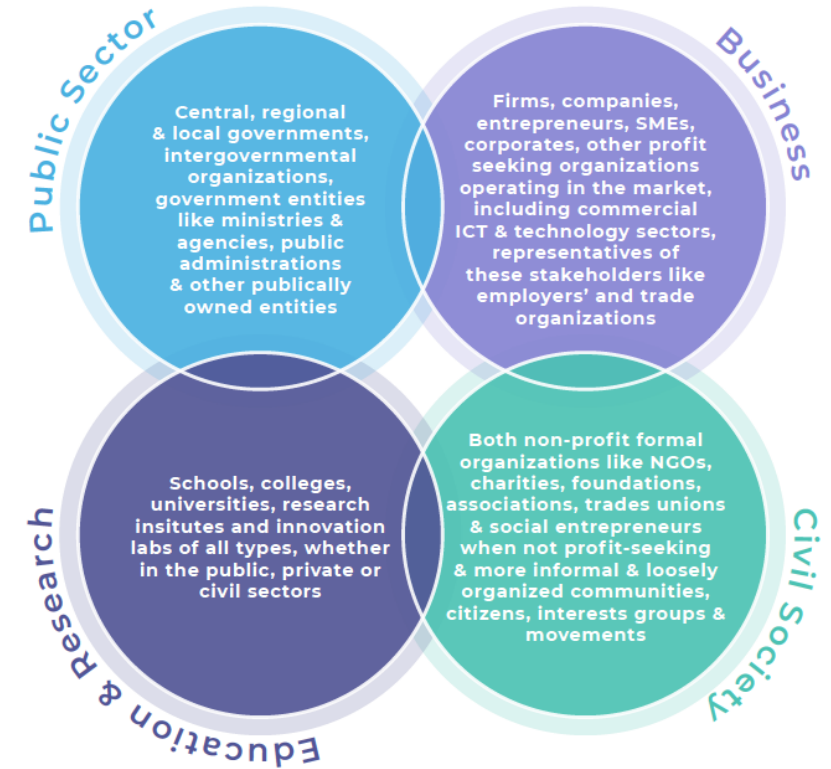 Public Sector
Central, regional
& local governments,
intergovernmental
organizations,
government entities
like ministries &
agencies, public
administrations
& other publically
owned entities
Business
Firms, companies,
entrepreneurs, SMEs,
corporates, other profit
seeking organizations
operating in the market,
including commercial
ICT & technology sectors,
representatives of
these stakeholders like
employers’ and trade
organizations
Education & Research
Schools, colleges,
universities, research
insitutes and innovation
labs of all types, whether
in the public, private or
civil sectors
Civil Society
Both non-profit formal
organizations like NGOs,
charities, foundations,
associations, trades unions
& social entrepreneurs
when not profit-seeking
& more informal & loosely
organized communities,
citizens, interests groups &
movements